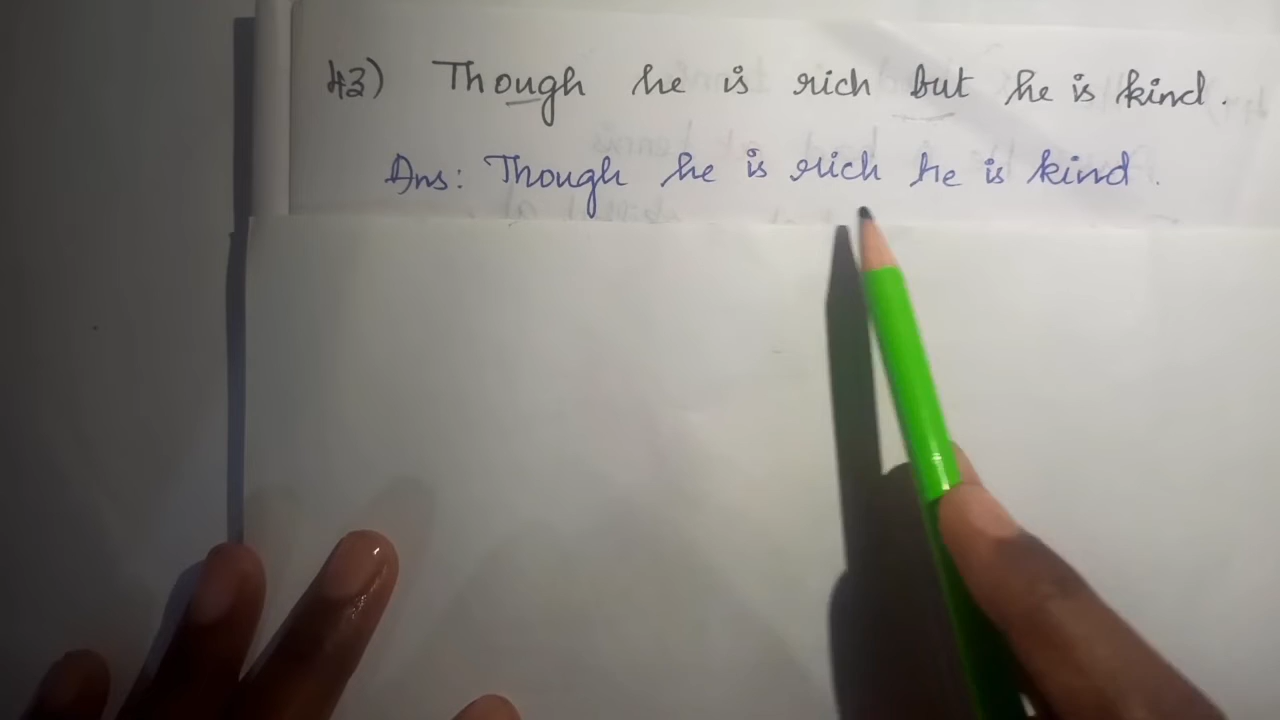 43) Though he is rich but he is kind.
Ans: Though he is rich he is kind.